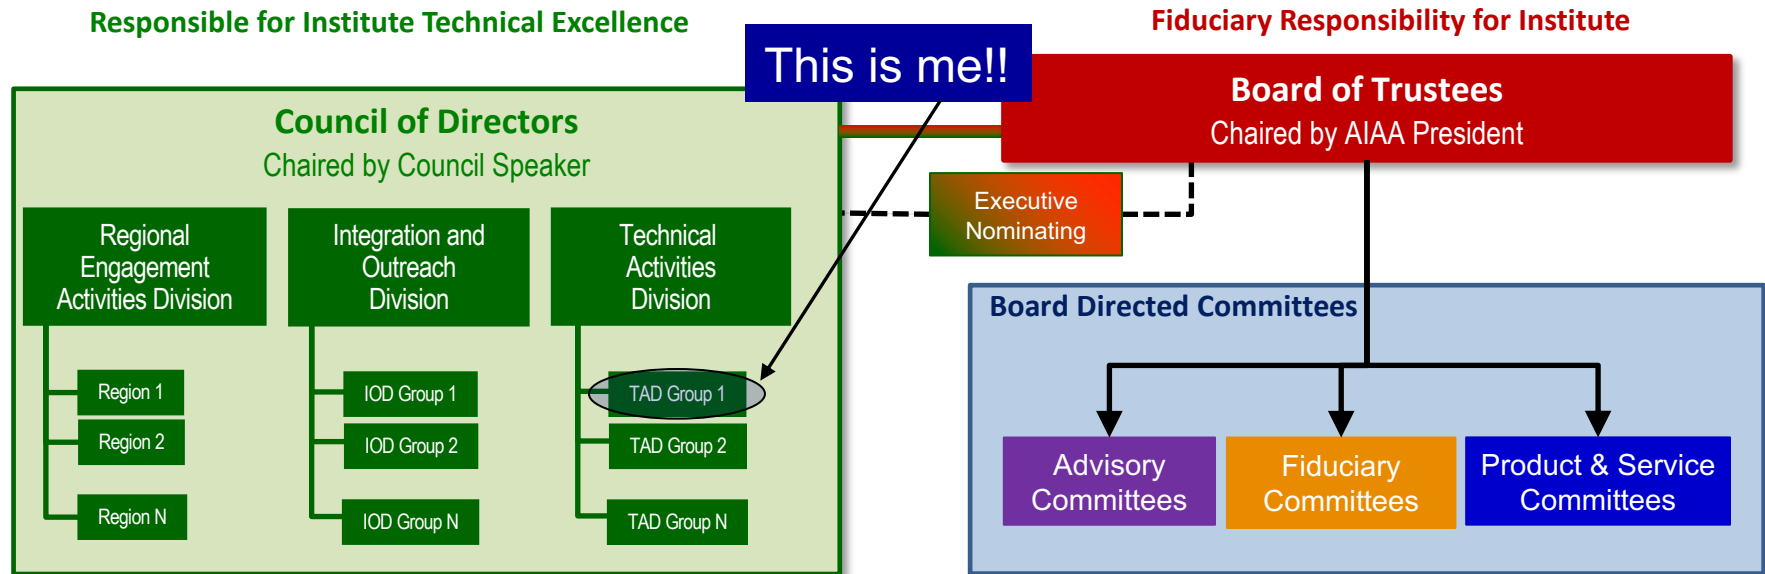 Responsible for Institute Technical Excellence
Fiduciary Responsibility for Institute
This is me!!
Council of Directors
Chaired by Council Speaker
Board of Trustees
Chaired by AIAA President
Executive
Nominating
Regional
Engagement
Activities Division
Integration and
Outreach
Division
Technical
Activities
Division
Region 1
Region 2
Region N
IOD Group 1
IOD Group 2
IOD Group N
TAD Group 1
TAD Group 2
TAD Group N
Board Directed Committees
Advisory
Committees
Fiduciary
Committees
Product & Service
Committees